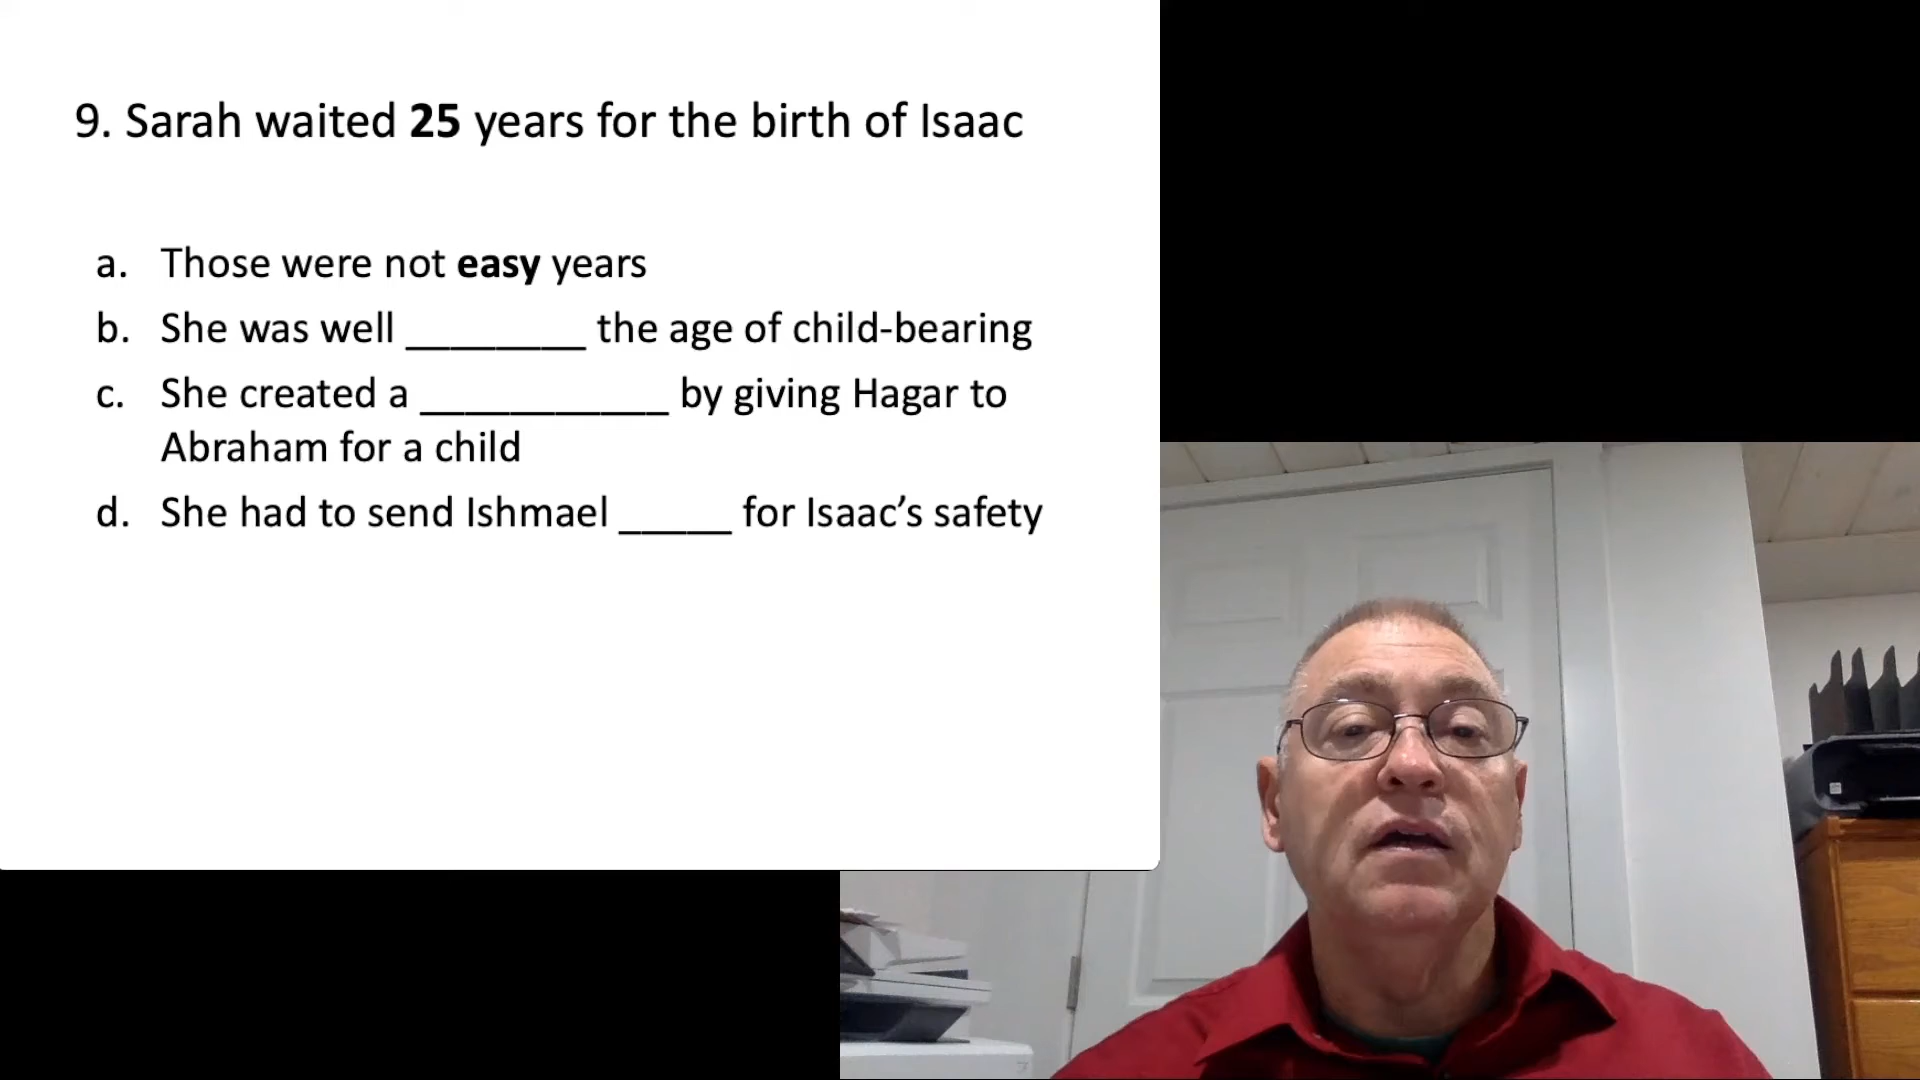 9. Sarah waited 25 years for the birth of Isaac
a. Those were not easy years
b. She was well ________ the age of child-bearing
c. She created a ___________ by giving Hagar to
Abraham for a child
d. She had to send Ishmael _____ for Isaac’s safety